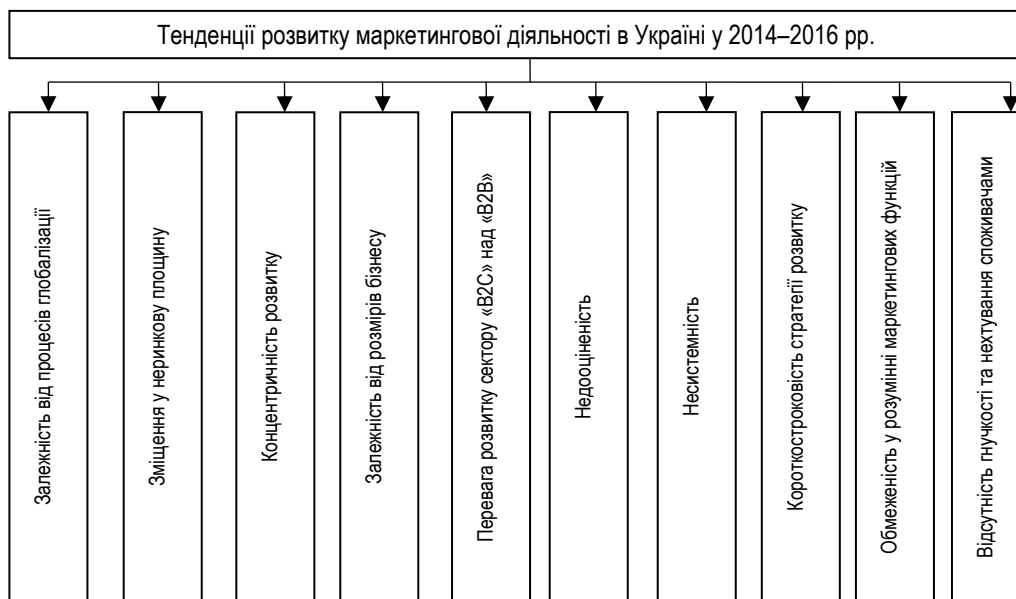 Тенденції розвитку маркетингової діяльності в Україні у 2014–2016 рр.
Залежність від процесів глобалізації
Зміщення у неринкову площину
Концентричність розвитку
Залежність від розмірів бізнесу
Перевага розвитку сектору «B2C» над «B2B»
Недооціненість
Несистемність
Короткостроковість стратегії розвитку
Обмеженість у розумінні маркетингових функцій
Відсутність гнучкості та нехтування споживачами